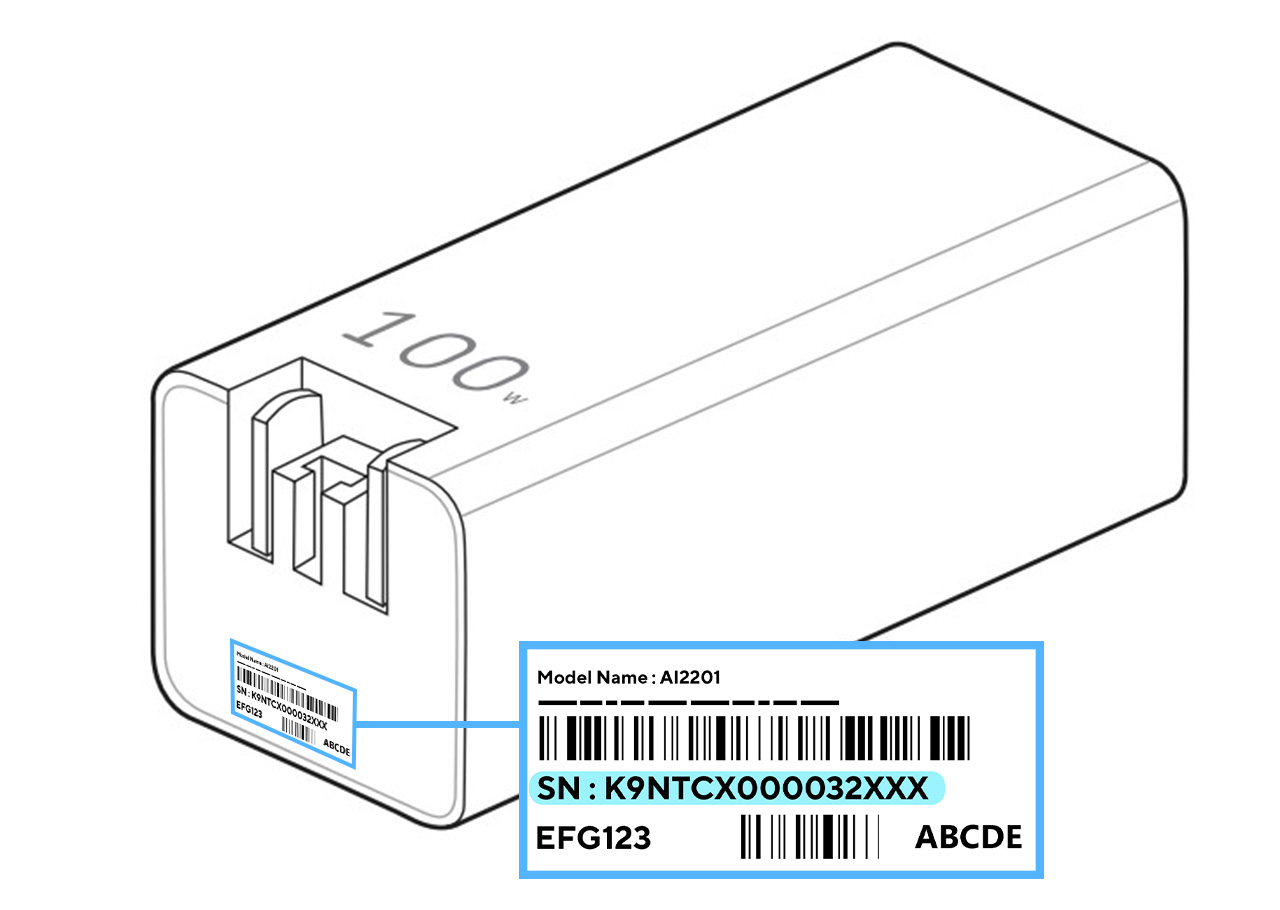 100W
Model Name : AI2201
SN : K9NTCX000032XXX
EFG123
ABCDE
Model Name : AI2201
SN : K9NTCX000032XXX
EFG123 ABCDE